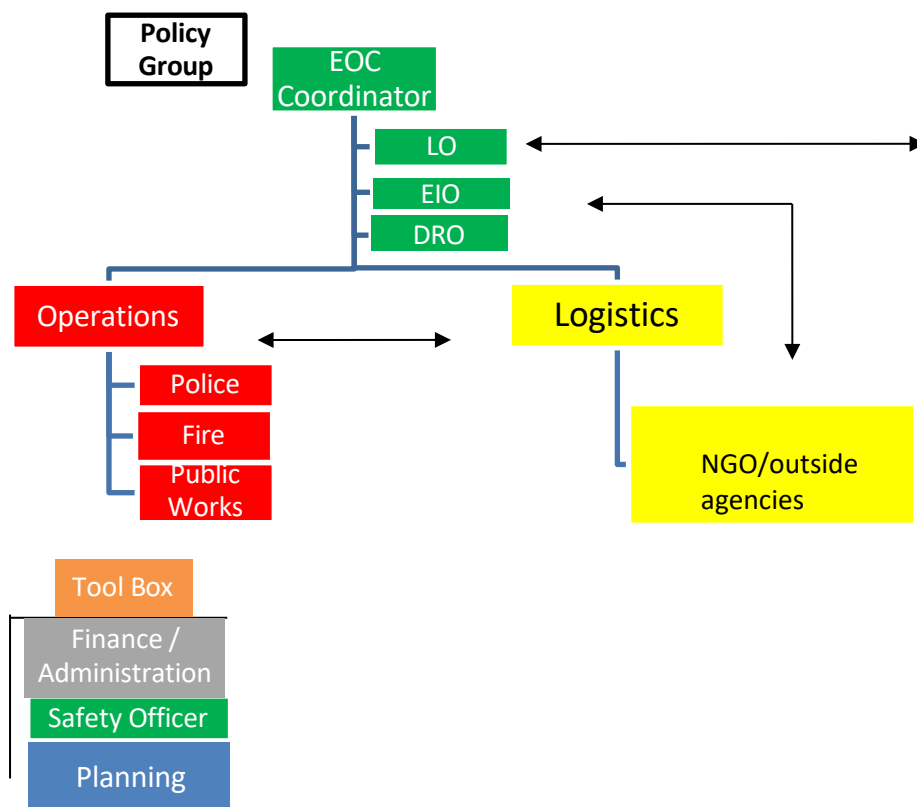 Policy
Group
EOC
Coordinator
LO
EIO
DRO
Operations
Logistics
Police
Fire
Public
Works
NGO/outside
agencies
Tool Box
Finance /
Administration
Safety Officer
Planning